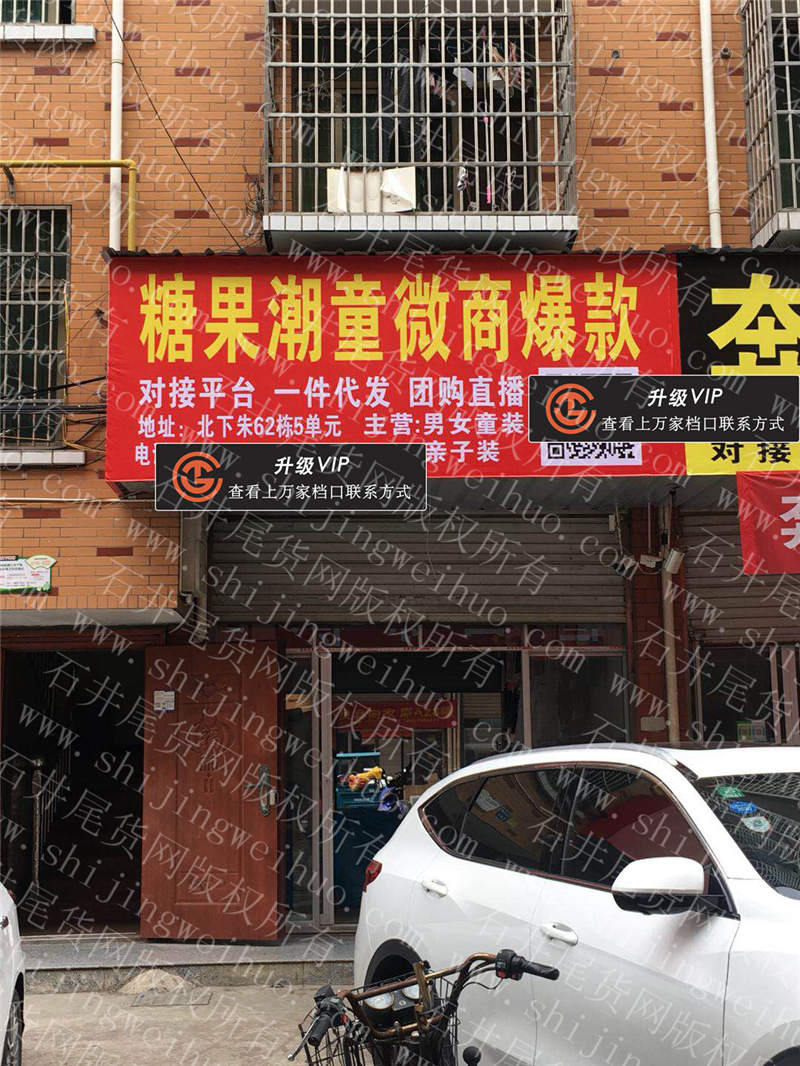 糖果潮童微商爆款
对接平台 一件代发 团购直播
地址：北下朱62栋5单元 主营:男女童装
电
亲子装
升级VIP
查看上万家档口联系方式
升级VIP
查看上万家档口联系方式
对接
石井尾货网版权所有
www.shijingweihuo.com